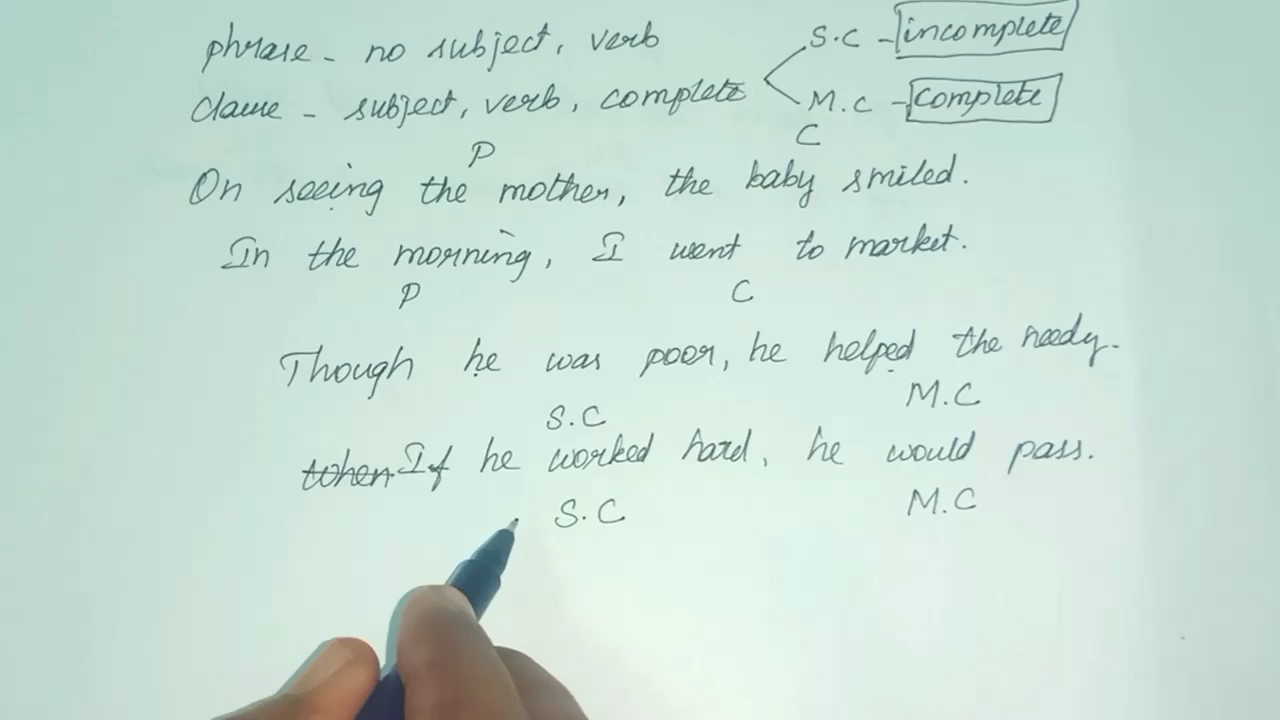 phrase - no subject, verb
S.C - incomplete
clause - subject, verb, complete
M.C - complete
P
C
On seeing the mother, the baby smiled.
In the morning, I went to market.
P
C
Though he was poor, he helped the needy.
S.C
M.C
When If he worked hard, he would pass.
S.C
M.C